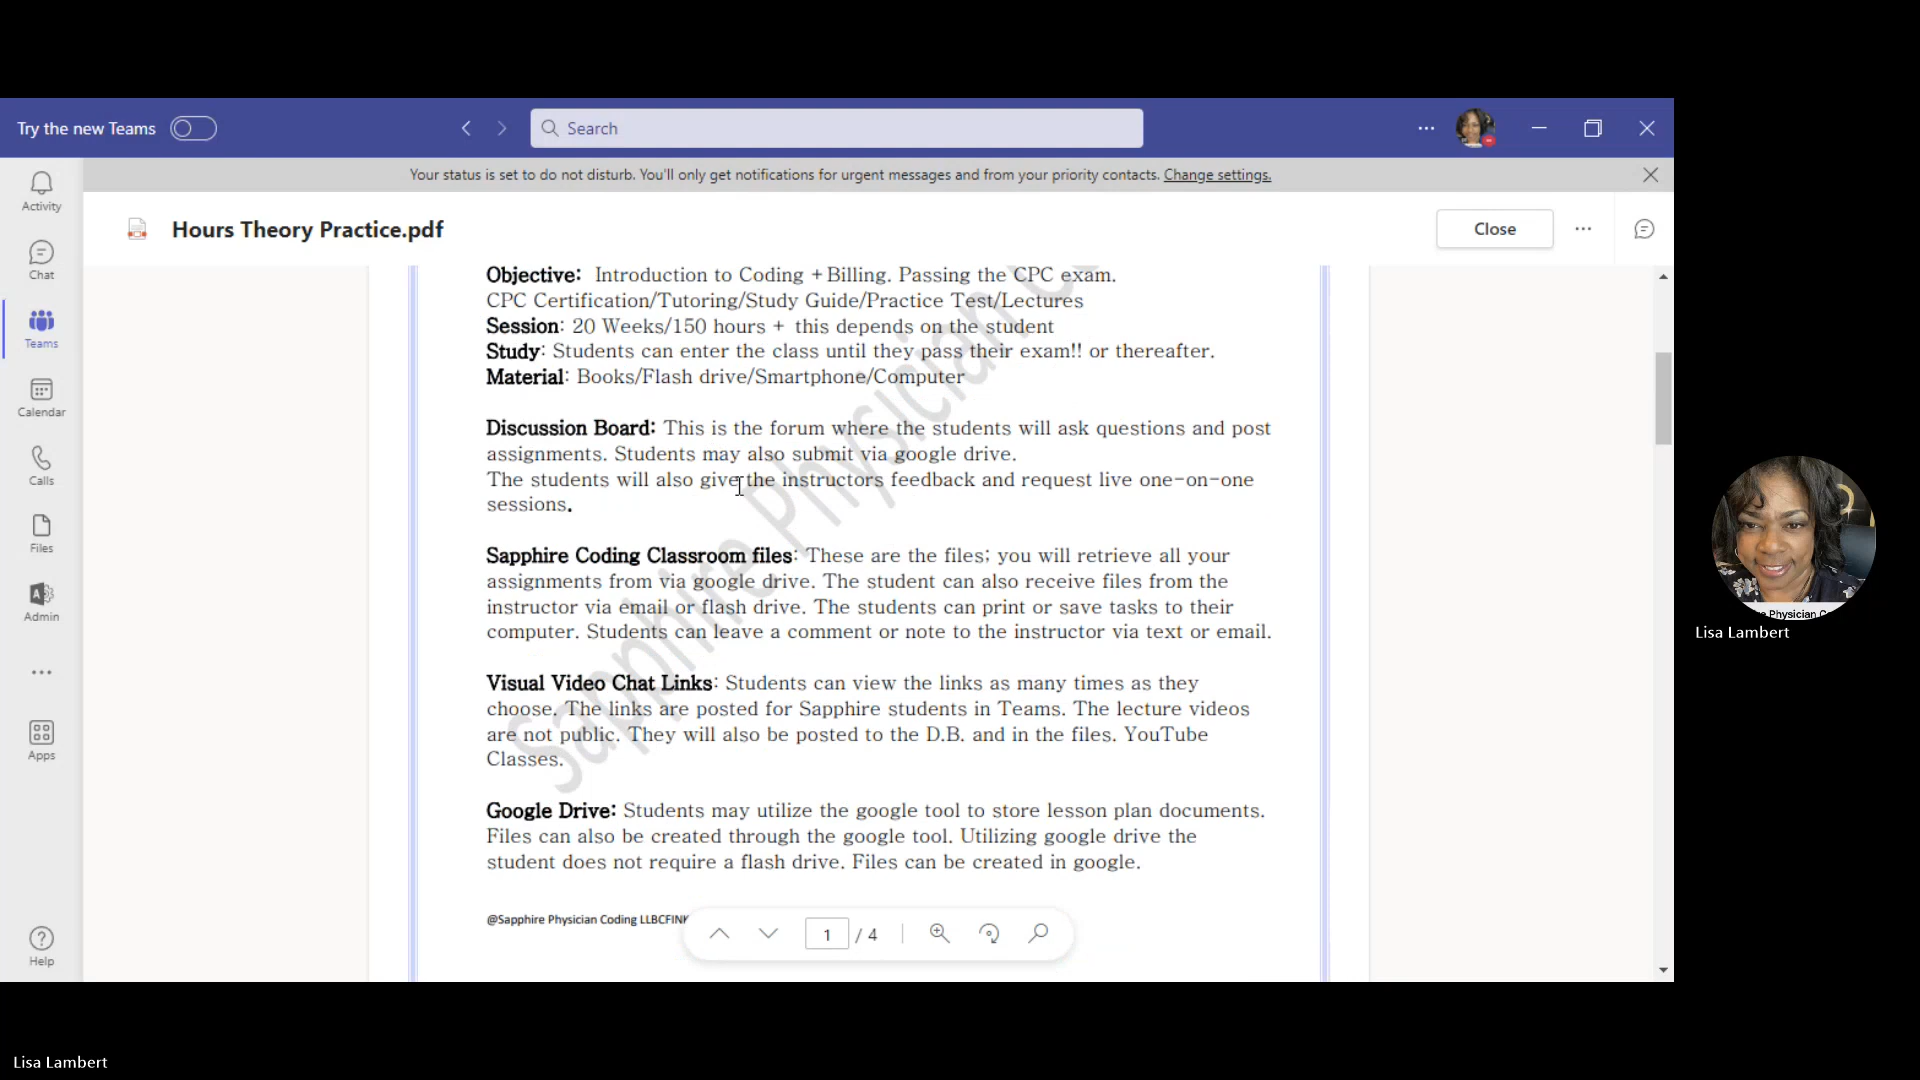 Try the new Teams
Search
Your status is set to do not disturb. You'll only get notifications for urgent messages and from your priority contacts. Change settings.
Activity
Chat
Teams
Calendar
Calls
Files
Admin
Apps
Help
Hours Theory Practice.pdf
Close
Objective: Introduction to Coding +Billing. Passing the CPC exam.
CPC Certification/Tutoring/Study Guide/Practice Test/Lectures
Session: 20 Weeks/150 hours + this depends on the student
Study: Students can enter the class until they pass their exam!! or thereafter.
Material: Books/Flash drive/Smartphone/Computer
Discussion Board: This is the forum where the students will ask questions and post
assignments. Students may also submit via google drive.
The students will also give the instructors feedback and request live one-on-one
sessions.
Sapphire Coding Classroom files: These are the files; you will retrieve all your
assignments from via google drive. The student can also receive files from the
instructor via email or flash drive. The students can print or save tasks to their
computer. Students can leave a comment or note to the instructor via text or email.
Visual Video Chat Links: Students can view the links as many times as they
choose. The links are posted for Sapphire students in Teams. The lecture videos
are not public. They will also be posted to the D.B. and in the files. YouTube
Classes.
Google Drive: Students may utilize the google tool to store lesson plan documents.
Files can also be created through the google tool. Utilizing google drive the
student does not require a flash drive. Files can be created in google.
Sapphire Physician
@Sapphire Physician Coding LLBCFINK
1 / 4
Physician
Lisa Lambert
Lisa Lambert